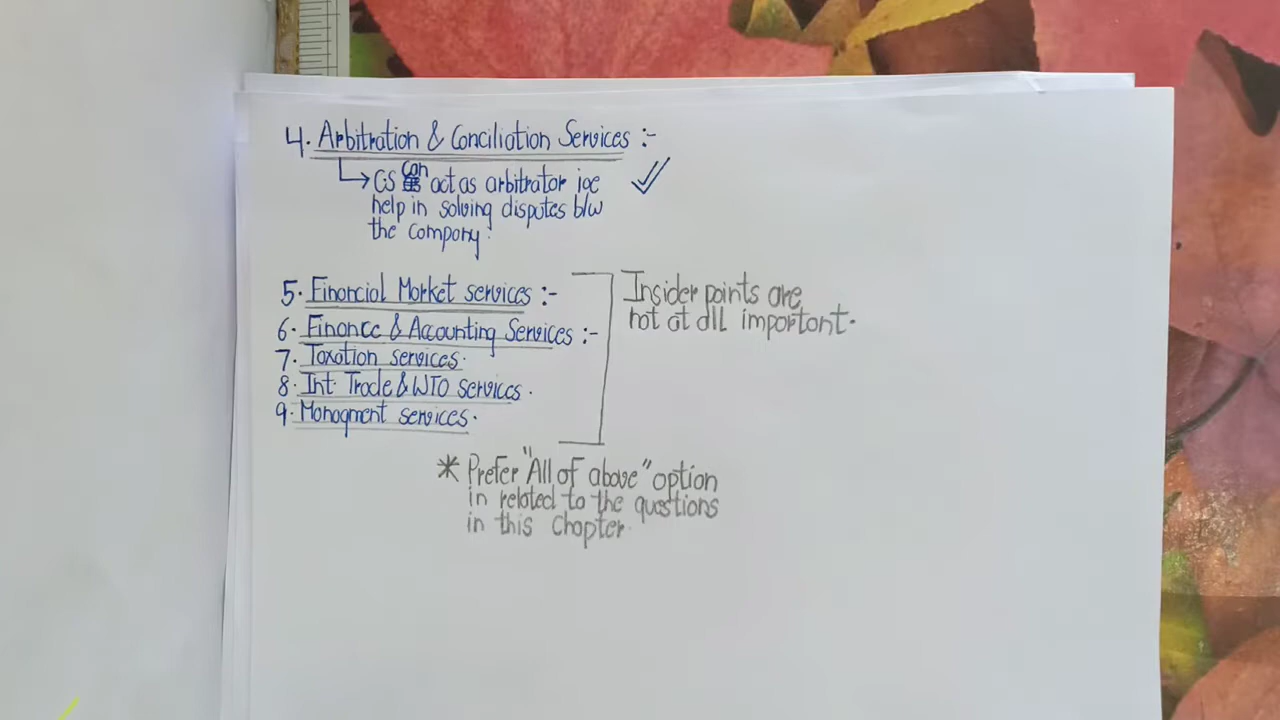 4. Arbitration & Conciliation Services :-
CS can act as arbitrator ioe
help in solving disputes b/w
the company.
5. Financial Market services :-
6. Finance & Accounting Services :-
7. Taxation services.
8. Int. Trade & WTO services.
9. Managment services.
Insider points are
not at all important.
* Prefer "All of above" option
in related to the questions
in this chapter.